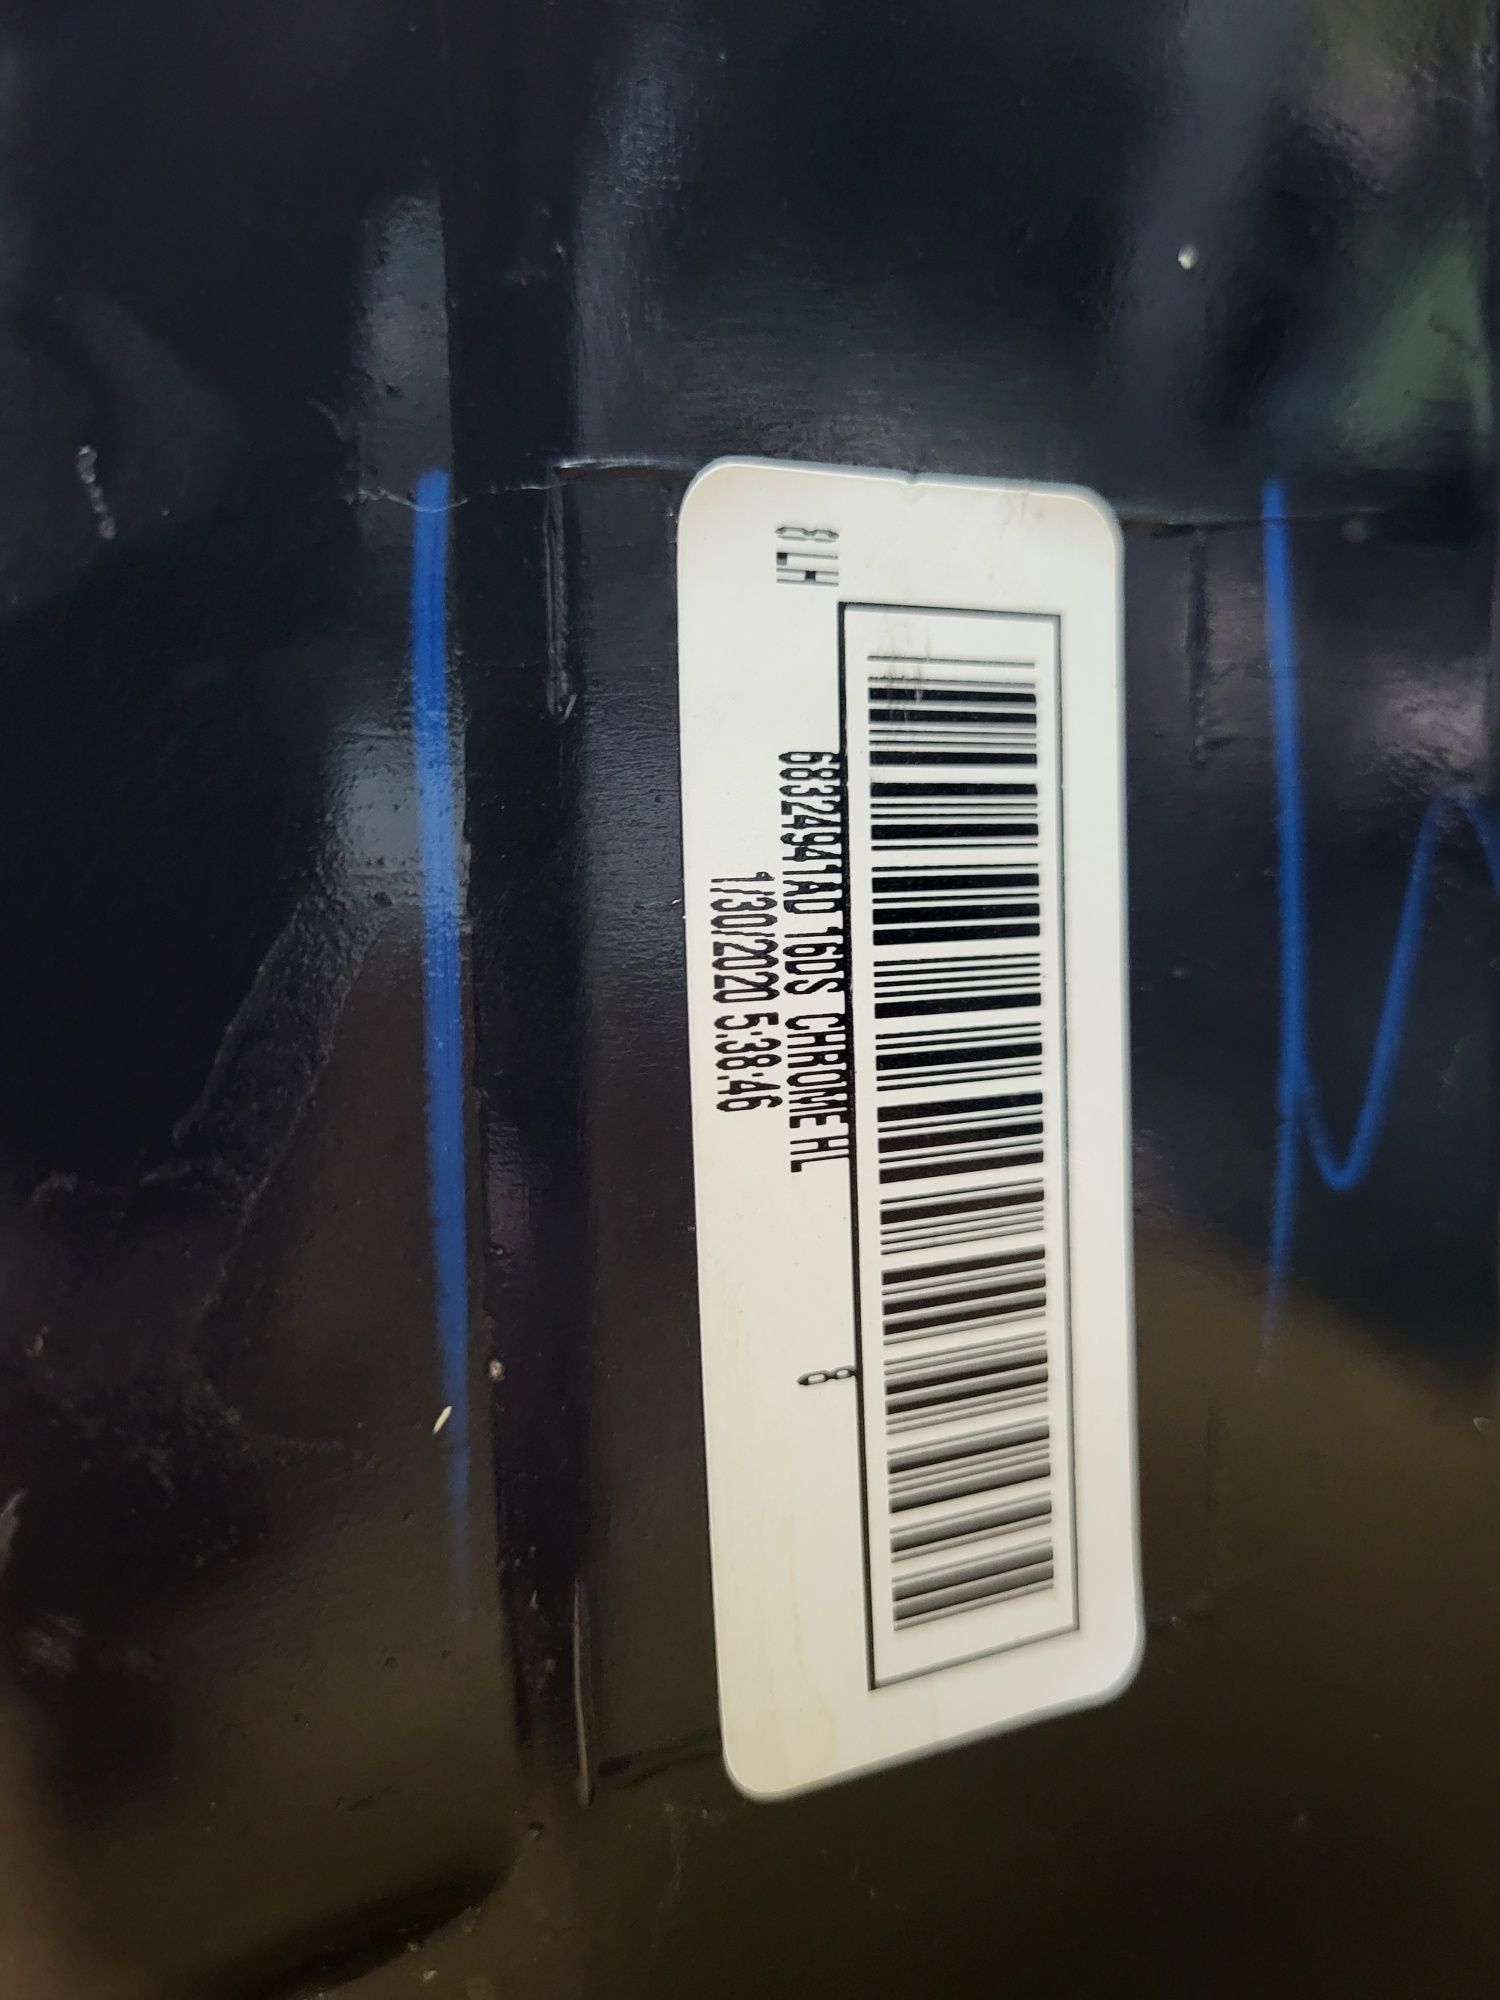 8 LH
68324941AD 16DS CHROME HL
1/30/2020 5:38:46
8